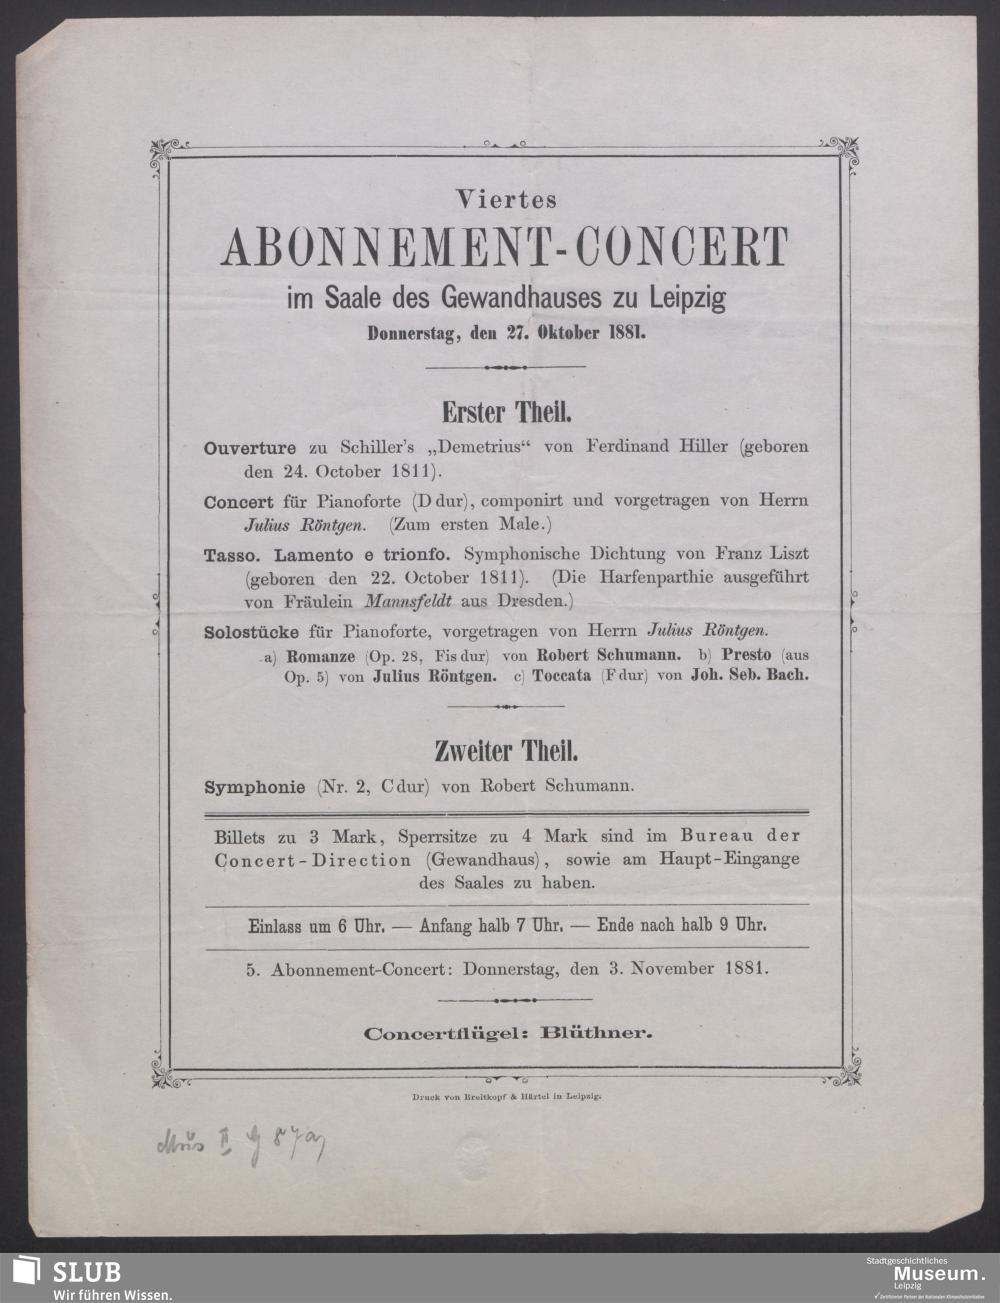 Viertes
ABONNEMENT-CONCERT
im Saale des Gewandhauses zu Leipzig
Donnerstag, den 27. Oktober 1881.
Erster Theil.
Ouverture zu Schiller's „Demetrius“ von Ferdinand Hiller (geboren
den 24. October 1811).
Concert für Pianoforte (D dur), componirt und vorgetragen von Herrn
Julius Röntgen. (Zum ersten Male.)
Tasso. Lamento e trionfo. Symphonische Dichtung von Franz Liszt
(geboren den 22. October 1811). (Die Harfenparthie ausgeführt
von Fräulein Mannsfeldt aus Dresden.)
Solostücke für Pianoforte, vorgetragen von Herrn Julius Röntgen.
a) Romanze (Op. 28, Fis dur) von Robert Schumann. b) Presto (aus
Op. 5) von Julius Röntgen. c) Toccata (F dur) von Joh. Seb. Bach.
Zweiter Theil.
Symphonie (Nr. 2, C dur) von Robert Schumann.
Billets zu 3 Mark, Sperrsitze zu 4 Mark sind im Bureau der
Concert-Direction (Gewandhaus), sowie am Haupt-Eingange
des Saales zu haben.
Einlass um 6 Uhr. — Anfang halb 7 Uhr. — Ende nach halb 9 Uhr.
5. Abonnement-Concert: Donnerstag, den 3. November 1881.
Concertflügel: Blüthner.
Druck von Breitkopf & Härtel in Leipzig.
Mus II
SLUB
Wir führen Wissen.
Stadtgeschichtliches
Museum.
Leipzig
Zertifizierter Partner der Nationalen Klimaschutzinitiative